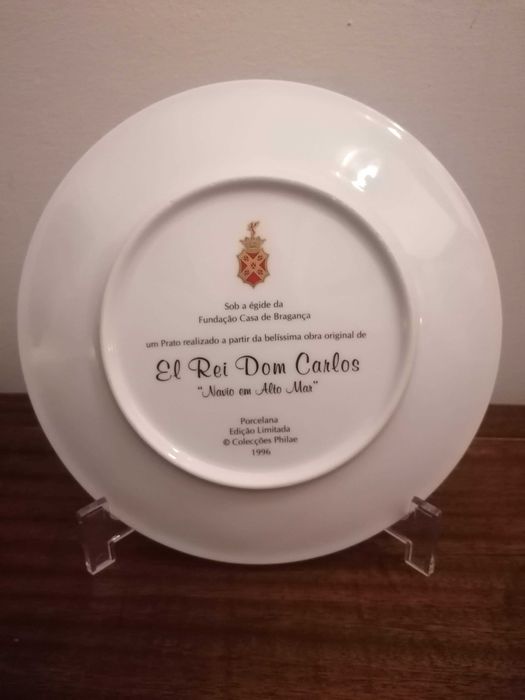 Sob a égide da
Fundação Casa de Bragança
um Prato realizado a partir da belíssima obra original de
El Rei Dom Carlos
"Navio em Alto Mar"
Porcelana
Edição Limitada
© Colecções Philae
1996